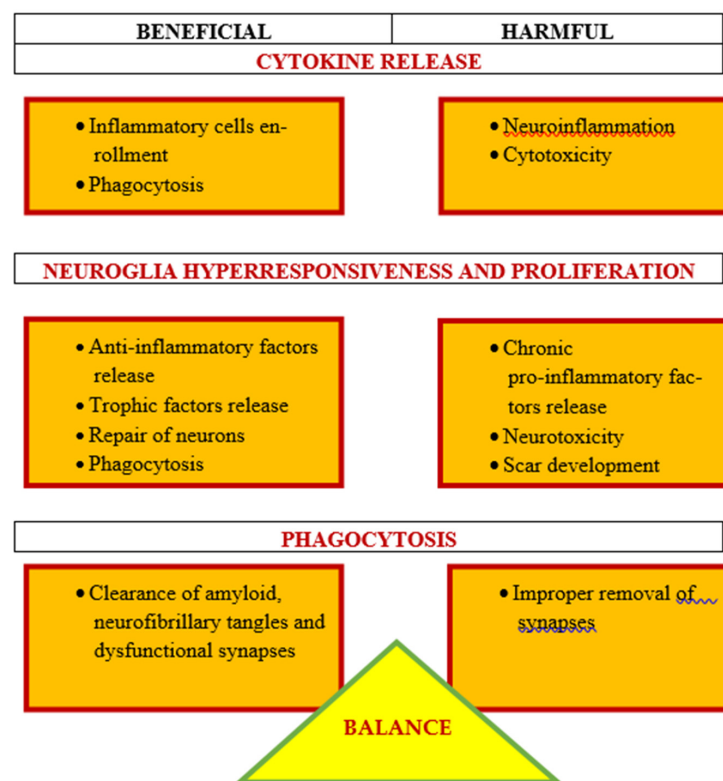 BENEFICIAL HARMFUL
CYTOKINE RELEASE
• Inflammatory cells en-
rollment
• Phagocytosis
• Neuroinflammation
• Cytotoxicity
NEUROGLIA HYPERRESPONSIVENESS AND PROLIFERATION
• Anti-inflammatory factors
release
• Trophic factors release
• Repair of neurons
• Phagocytosis
• Chronic
pro-inflammatory fac-
tors release
• Neurotoxicity
• Scar development
PHAGOCYTOSIS
• Clearance of amyloid,
neurofibrillary tangles and
dysfunctional synapses
• Improper removal of
synapses
BALANCE